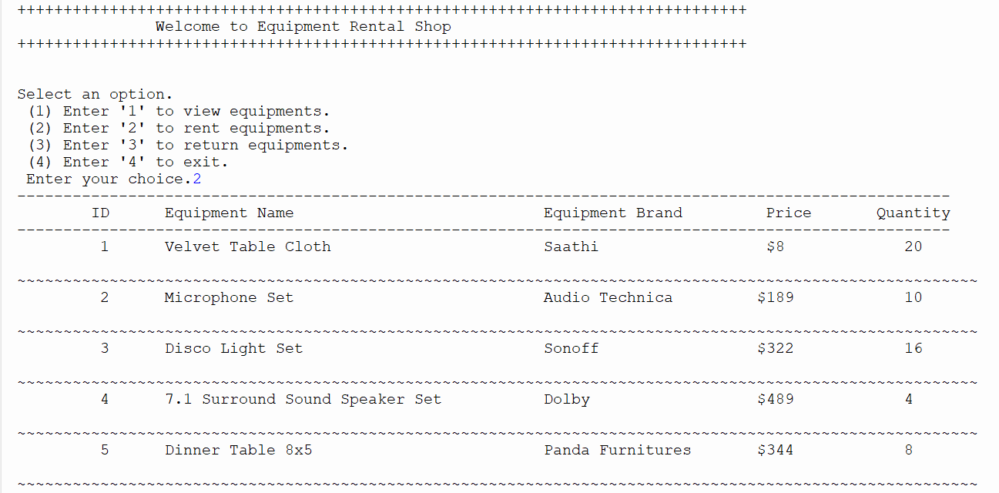 +++++++++++++++++++++++++++++++++++++++++++++++++++++++++++++++++++++++++++++++
Welcome to Equipment Rental Shop
+++++++++++++++++++++++++++++++++++++++++++++++++++++++++++++++++++++++++++++++
Select an option.
(1) Enter '1' to view equipments.
(2) Enter '2' to rent equipments.
(3) Enter '3' to return equipments.
(4) Enter '4' to exit.
Enter your choice.2
-----------------------------------------------------------------------------------------------------
ID Equipment Name Equipment Brand Price Quantity
-----------------------------------------------------------------------------------------------------
1 Velvet Table Cloth Saathi $8 20
~~~~~~~~~~~~~~~~~~~~~~~~~~~~~~~~~~~~~~~~~~~~~~~~~~~~~~~~~~~~~~~~~~~~~~~~~~~~~~~~~~~~~~~~~~~~~~~~~~~~~~~~
2 Microphone Set Audio Technica $189 10
~~~~~~~~~~~~~~~~~~~~~~~~~~~~~~~~~~~~~~~~~~~~~~~~~~~~~~~~~~~~~~~~~~~~~~~~~~~~~~~~~~~~~~~~~~~~~~~~~~~~~~~~
3 Disco Light Set Sonoff $322 16
~~~~~~~~~~~~~~~~~~~~~~~~~~~~~~~~~~~~~~~~~~~~~~~~~~~~~~~~~~~~~~~~~~~~~~~~~~~~~~~~~~~~~~~~~~~~~~~~~~~~~~~~
4 7.1 Surround Sound Speaker Set Dolby $489 4
~~~~~~~~~~~~~~~~~~~~~~~~~~~~~~~~~~~~~~~~~~~~~~~~~~~~~~~~~~~~~~~~~~~~~~~~~~~~~~~~~~~~~~~~~~~~~~~~~~~~~~~~
5 Dinner Table 8x5 Panda Furnitures $344 8
~~~~~~~~~~~~~~~~~~~~~~~~~~~~~~~~~~~~~~~~~~~~~~~~~~~~~~~~~~~~~~~~~~~~~~~~~~~~~~~~~~~~~~~~~~~~~~~~~~~~~~~~